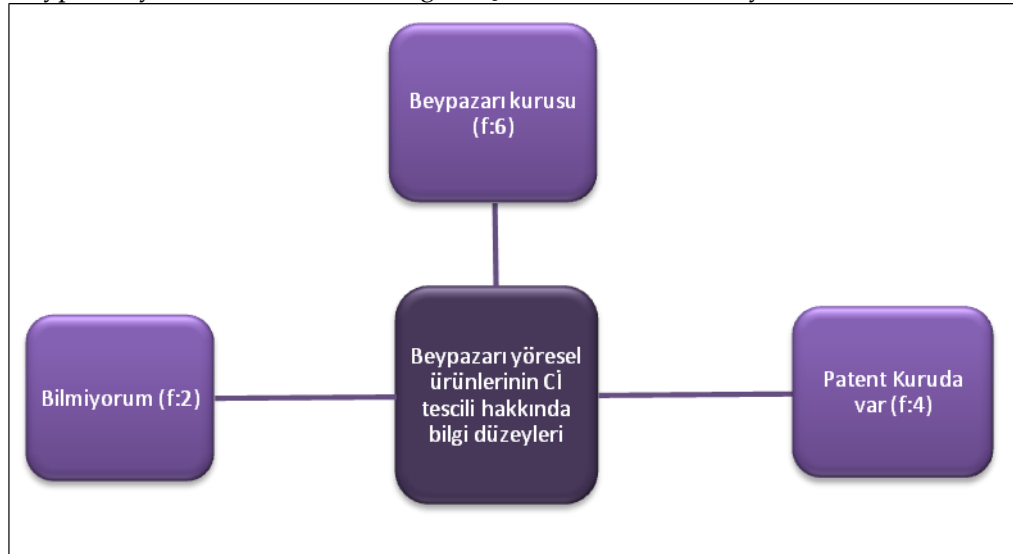 Beypazarı kurusu
(f:6)
Bilmiyorum (f:2)
Beypazarı yöresel
ürünlerinin Cİ
tescili hakkında
bilgi düzeyleri
Patent Kuruda
var (f:4)